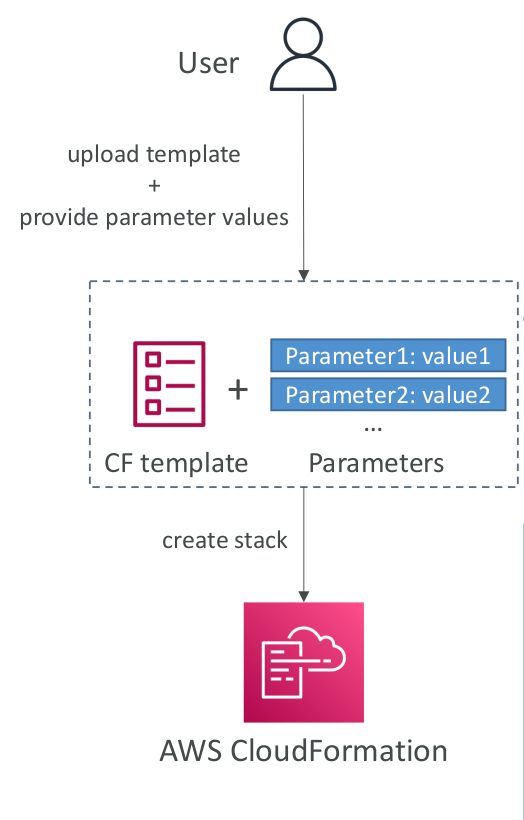 User
upload template
+
provide parameter values
Parameter1: value1
+
Parameter2: value2
...
CF template
Parameters
create stack
AWS CloudFormation